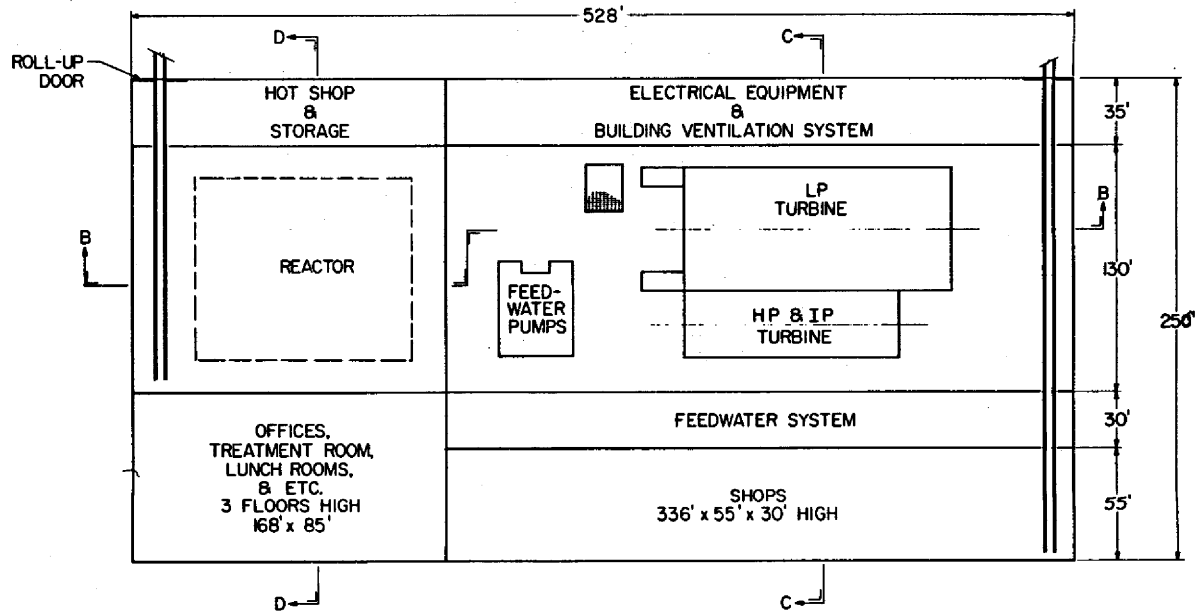 528'
D
C
ROLL-UP
DOOR
HOT SHOP
&
STORAGE
ELECTRICAL EQUIPMENT
&
BUILDING VENTILATION SYSTEM
35'
LP
TURBINE
B
B
REACTOR
130'
FEED-
WATER
PUMPS
HP & IP
TURBINE
250'
OFFICES,
TREATMENT ROOM,
LUNCH ROOMS,
& ETC.
3 FLOORS HIGH
168' x 85'
FEEDWATER SYSTEM
30'
SHOPS
336' x 55' x 30' HIGH
55'
D
C